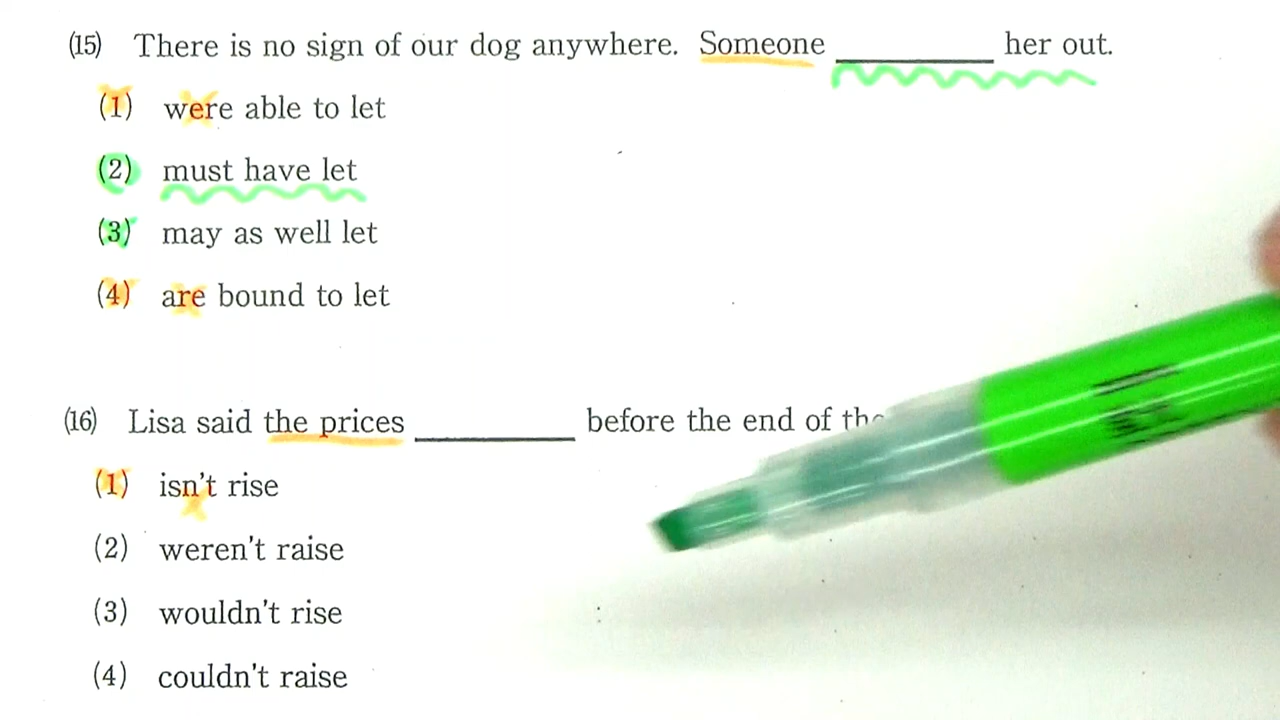 (15) There is no sign of our dog anywhere. Someone __________ her out.
(1) were able to let
(2) must have let
(3) may as well let
(4) are bound to let
(16) Lisa said the prices __________ before the end of
(1) isn't rise
(2) weren't raise
(3) wouldn't rise
(4) couldn't raise